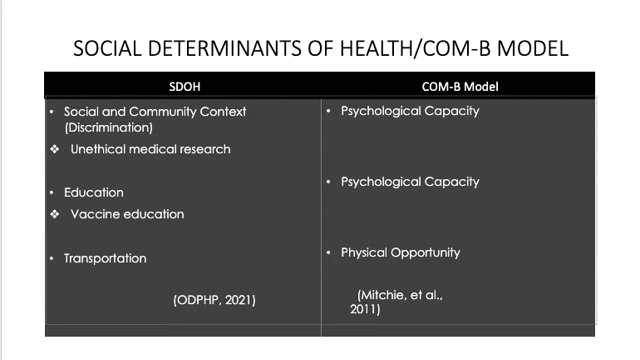 SOCIAL DETERMINANTS OF HEALTH/COM-B MODEL
SDOH
COM-B Model
• Social and Community Context
(Discrimination)
❖ Unethical medical research
• Psychological Capacity
• Education
❖ Vaccine education
• Psychological Capacity
• Transportation
• Physical Opportunity
(ODPHP, 2021)
(Mitchie, et al.,
2011)